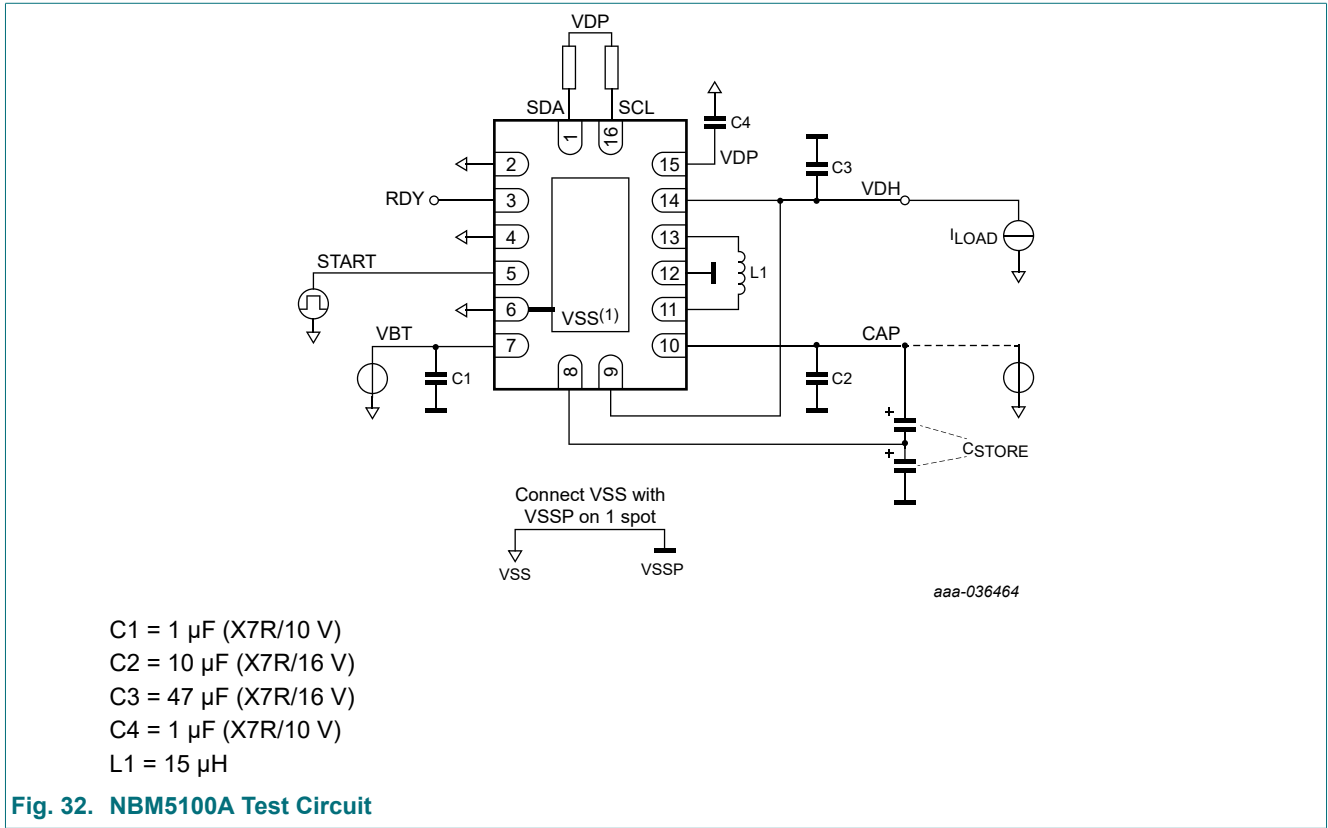 VDP
SDA
SCL
1
16
C4
2
15
VDP
C3
RDY
3
14
VDH
4
13
ILOAD
START
5
12
L1
6
VSS(1)
11
VBT
7
10
CAP
C1
8
9
C2
+
CSTORE
+
Connect VSS with
VSSP on 1 spot
VSS
VSSP
aaa-036464
C1 = 1 µF (X7R/10 V)
C2 = 10 µF (X7R/16 V)
C3 = 47 µF (X7R/16 V)
C4 = 1 µF (X7R/10 V)
L1 = 15 µH
Fig. 32. NBM5100A Test Circuit